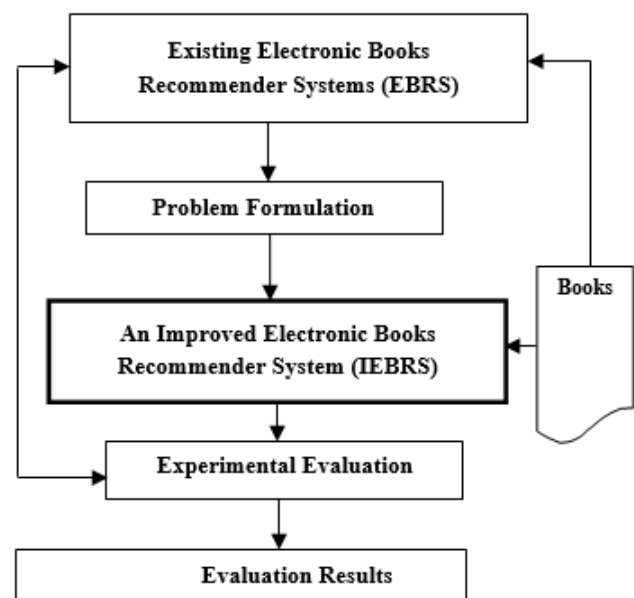 Existing Electronic Books
Recommender Systems (EBRS)
Problem Formulation
Books
An Improved Electronic Books
Recommender System (IEBRS)
Experimental Evaluation
Evaluation Results